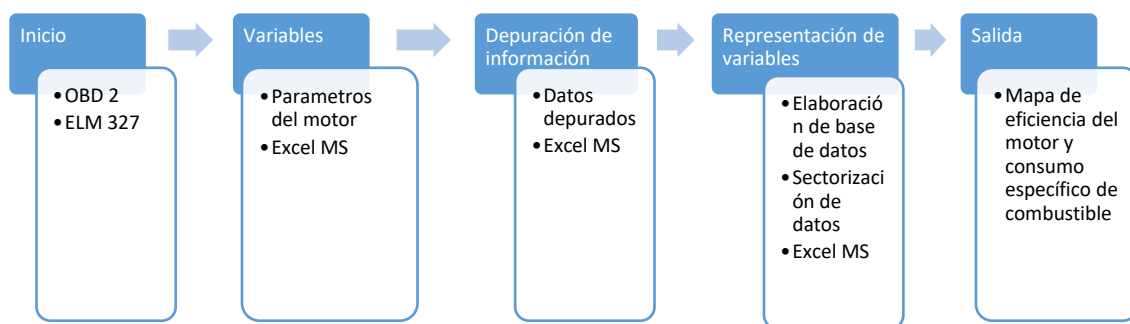 Inicio
• OBD 2
• ELM 327
Variables
• Parametros
del motor
• Excel MS
Depuración de
información
• Datos
depurados
• Excel MS
Representación de
variables
• Elaboració
n de base
de datos
• Sectorizac
ión de
datos
• Excel MS
Salida
• Mapa de
eficiencia del
motor y
consumo
específico de
combustible